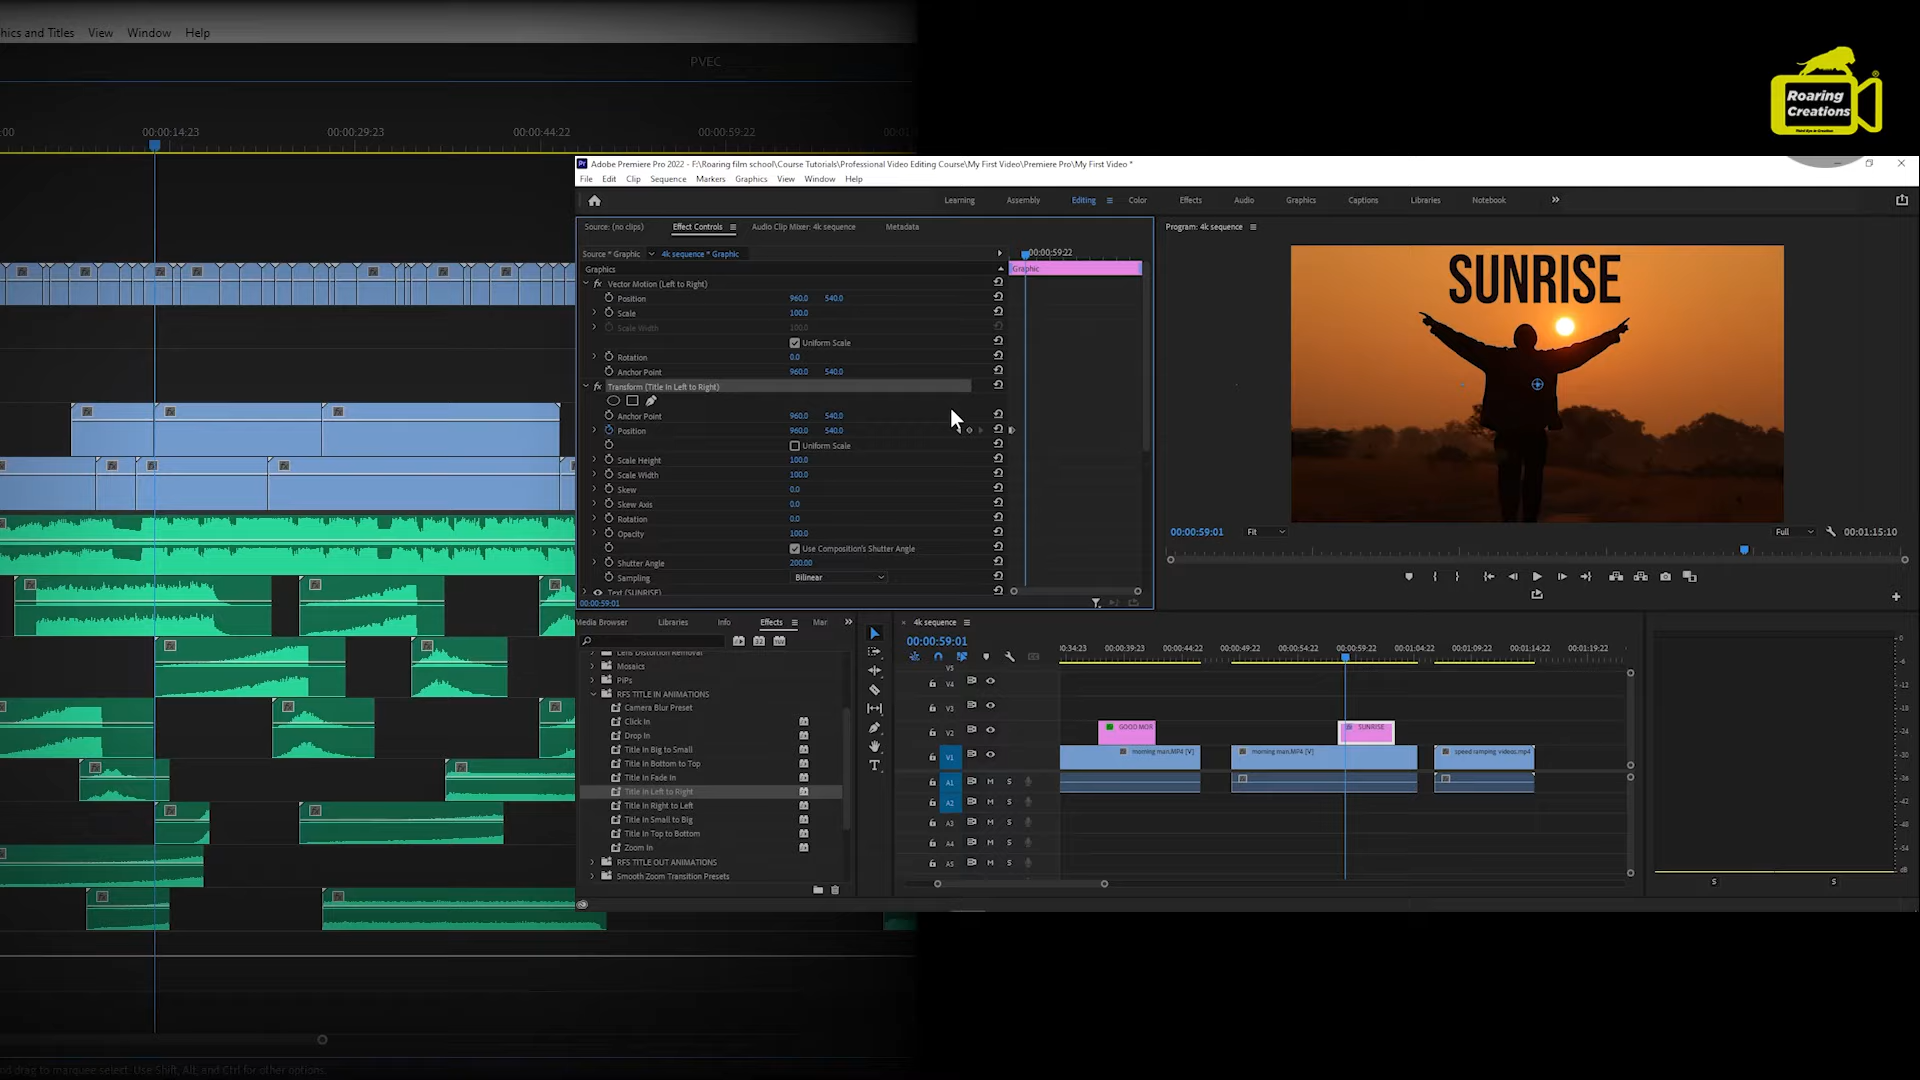 hics and Titles View Window Help
PVEC
:00 00:00:14:23 00:00:29:23 00:00:44:22 00:00:59:22
Roaring
Creations
Adobe Premiere Pro 2022 - F:\Roaring film school\Course Tutorials\Professional Video Editing Course\My First Video\Premiere Pro\My First Video *
File Edit Clip Sequence Markers Graphics View Window Help
Learning Assembly Editing Color Effects Audio Graphics Captions Libraries Notebook
Source: (no clips) Effect Controls Audio Clip Mixer: 4k sequence Metadata
Program: 4k sequence
Source * Graphic 4k sequence * Graphic 00:00:59:22
Graphics Graphic
Vector Motion (Left to Right)
Position 960.0 540.0
Scale 100.0
Scale Width 100.0
Uniform Scale
Rotation 0.0
Anchor Point 960.0 540.0
Transform (Title In Left to Right)
Anchor Point 960.0 540.0
Position 960.0 540.0
Uniform Scale
Scale Height 100.0
Scale Width 100.0
Skew 0.0
Skew Axis 0.0
Rotation 0.0
Opacity 100.0
Use Composition's Shutter Angle
Shutter Angle 200.00
Sampling Bilinear
Text (SUNRISE)
00:00:59:01
SUNRISE
00:00:59:01 Fit Full 00:01:15:10
Media Browser Libraries Info Effects Mar
Lens Distortion Removal
Mosaics
PiPs
RFS TITLE IN ANIMATIONS
Camera Blur Preset
Click In
Drop In
Title In Big to Small
Title In Bottom to Top
Title In Fade In
Title In Left to Right
Title In Right to Left
Title In Small to Big
Title In Top to Bottom
Zoom In
RFS TITLE OUT ANIMATIONS
Smooth Zoom Transition Presets
4k sequence
00:00:59:01
00:34:23 00:00:39:23 00:00:44:22 00:00:49:22 00:00:54:22 00:00:59:22 00:01:04:22 00:01:09:22 00:01:14:22 00:01:19:22
V5
V4
V3
V2 GOOD MOR SUNRISE
V1 morning man.MP4 [V] morning man.MP4 [V] speed ramping videos.mp4
A1 M S
A2 M S
A3 M S
A4 M S
A5 M S
0
-6
-12
-18
-24
-30
-36
-42
-48
-54
dB
S S
nd drag to marquee select. Use Shift, Alt, and Ctrl for other options.